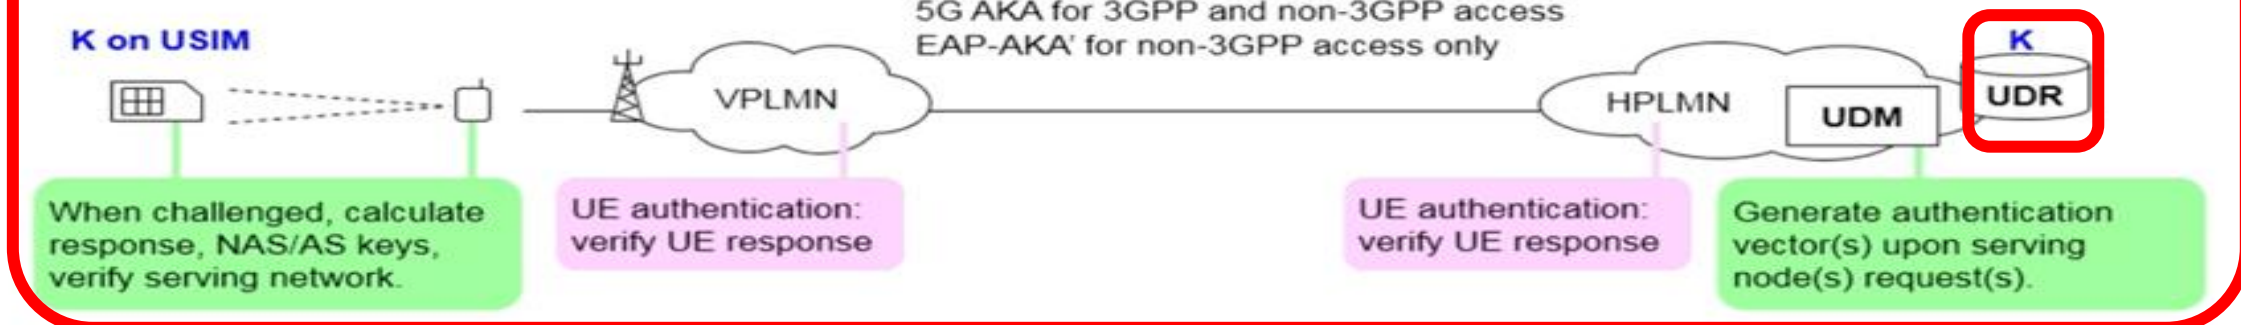 5G AKA for 3GPP and non-3GPP access
EAP-AKA' for non-3GPP access only
K on USIM
K
VPLMN
HPLMN
UDM
UDR
When challenged, calculate
response, NAS/AS keys,
verify serving network.
UE authentication:
verify UE response
UE authentication:
verify UE response
Generate authentication
vector(s) upon serving
node(s) request(s).